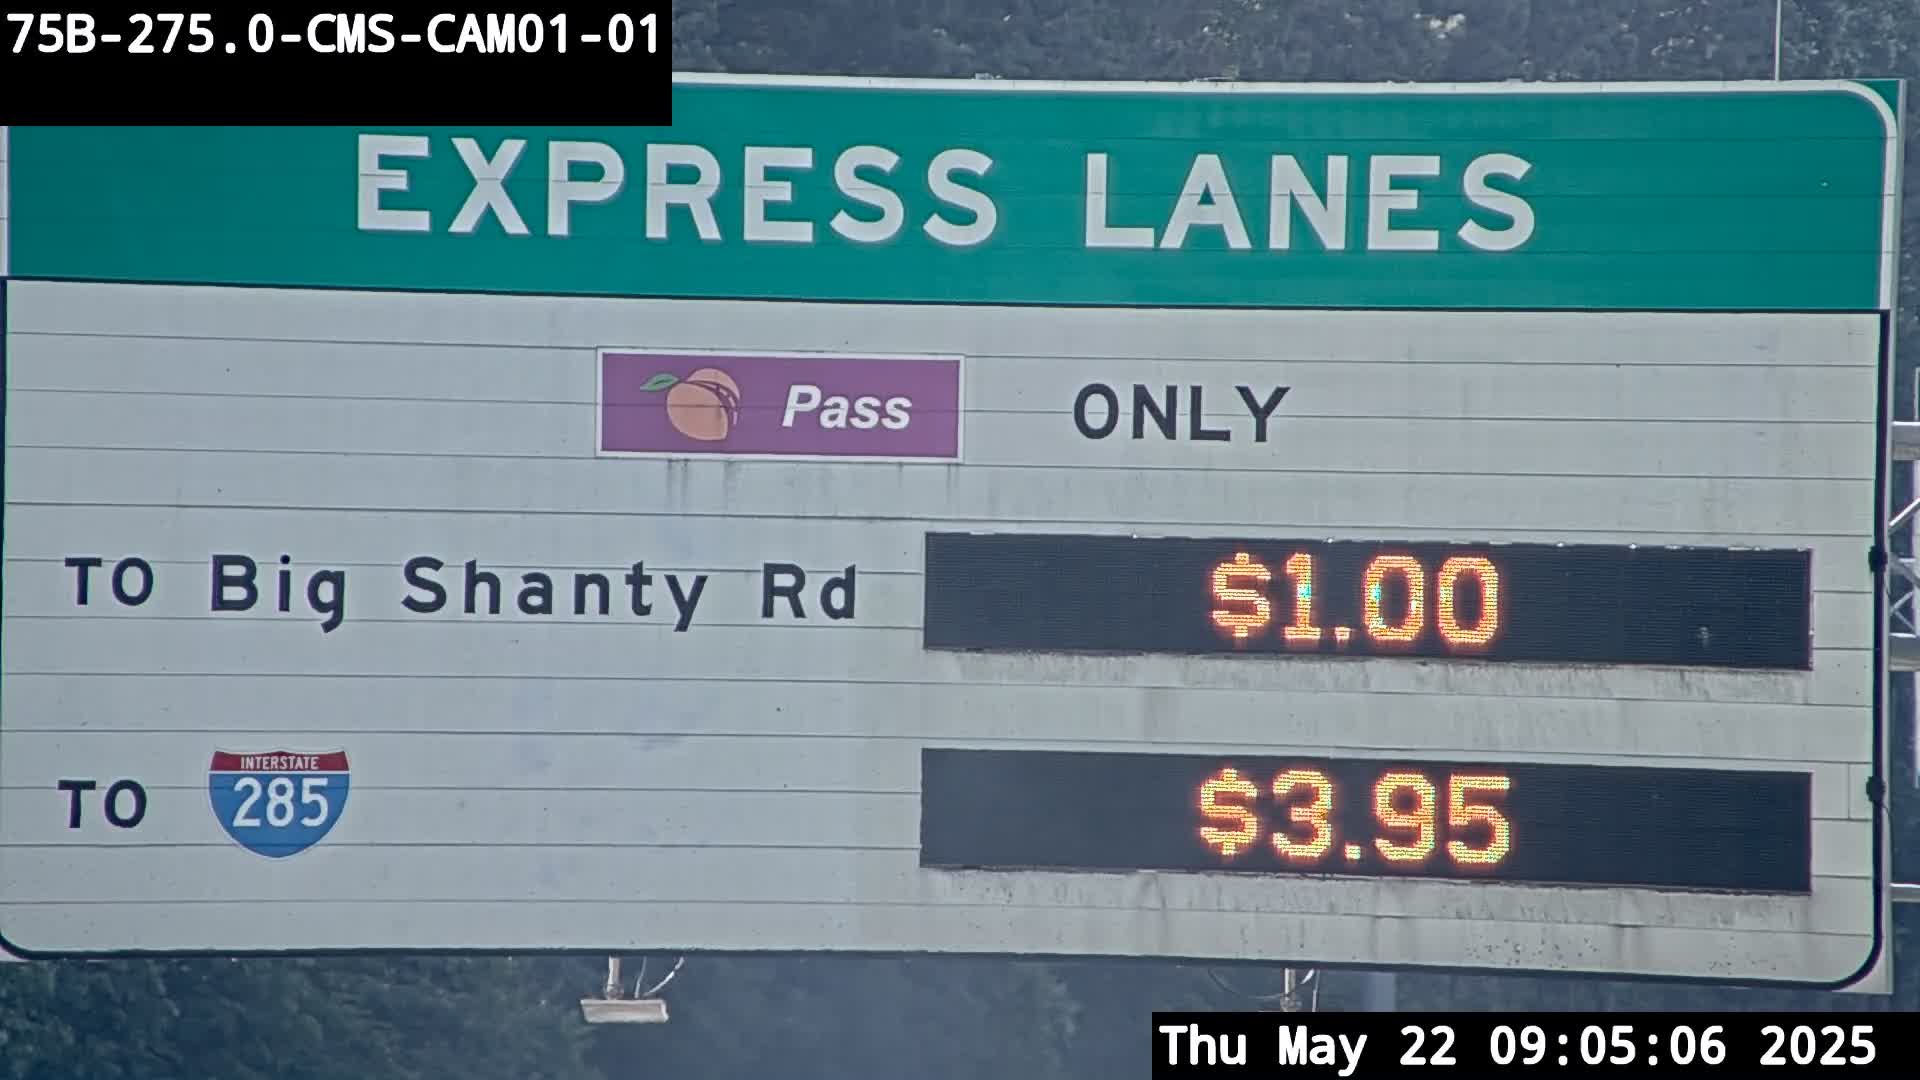 75B-275.0-CMS-CAM01-01
EXPRESS LANES
Pass ONLY
TO Big Shanty Rd $1.00
TO INTERSTATE 285 $3.95
Thu May 22 09:05:06 2025